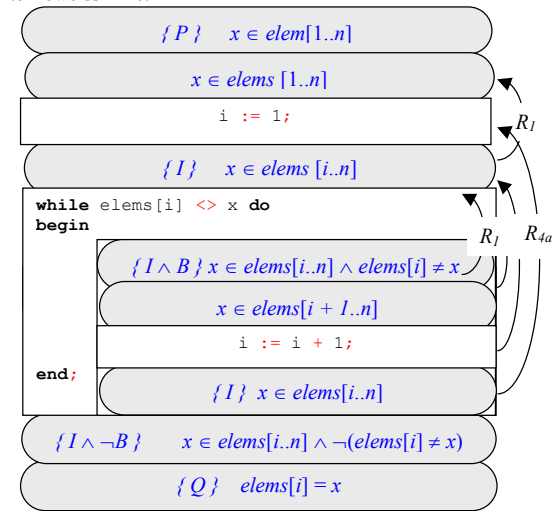 { P } x ∈ elem[1..n]
x ∈ elems [1..n]
i := 1;
R1
{ I } x ∈ elems [i..n]
while elems[i] <> x do
begin
R1 R4a
{ I ∧ B } x ∈ elems[i..n] ∧ elems[i] ≠ x
x ∈ elems[i + 1..n]
i := i + 1;
end;
{ I } x ∈ elems[i..n]
{ I ∧ ¬B } x ∈ elems[i..n] ∧ ¬(elems[i] ≠ x)
{ Q } elems[i] = x